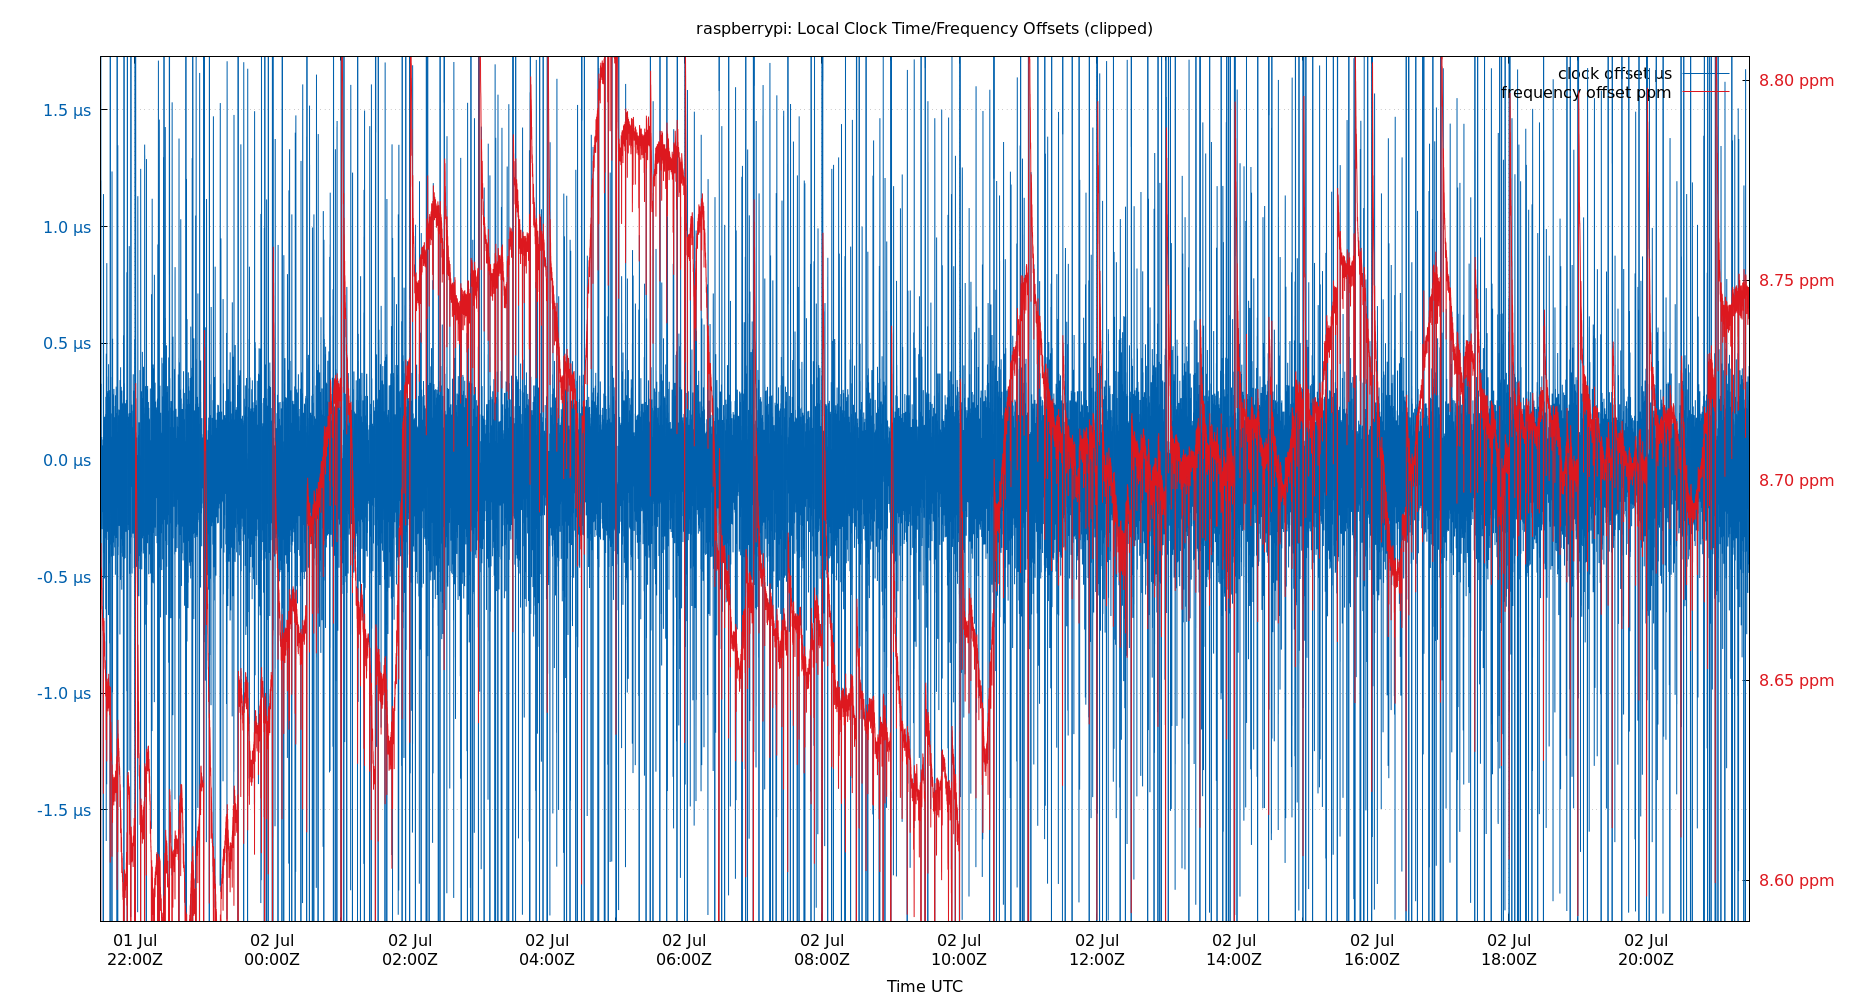 raspberrypi: Local Clock Time/Frequency Offsets (clipped)
clock offset µs
frequency offset ppm
1.5 µs
1.0 µs
0.5 µs
0.0 µs
-0.5 µs
-1.0 µs
-1.5 µs
8.80 ppm
8.75 ppm
8.70 ppm
8.65 ppm
8.60 ppm
01 Jul 02 Jul 02 Jul 02 Jul 02 Jul 02 Jul 02 Jul 02 Jul 02 Jul 02 Jul 02 Jul 02 Jul
22:00Z 00:00Z 02:00Z 04:00Z 06:00Z 08:00Z 10:00Z 12:00Z 14:00Z 16:00Z 18:00Z 20:00Z
Time UTC